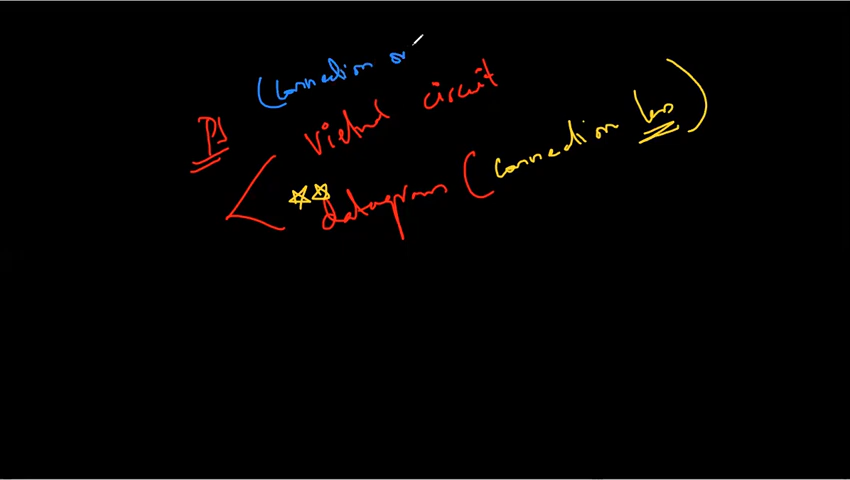 (Connection or
PS
Virtual circuit
datagram (connection less)